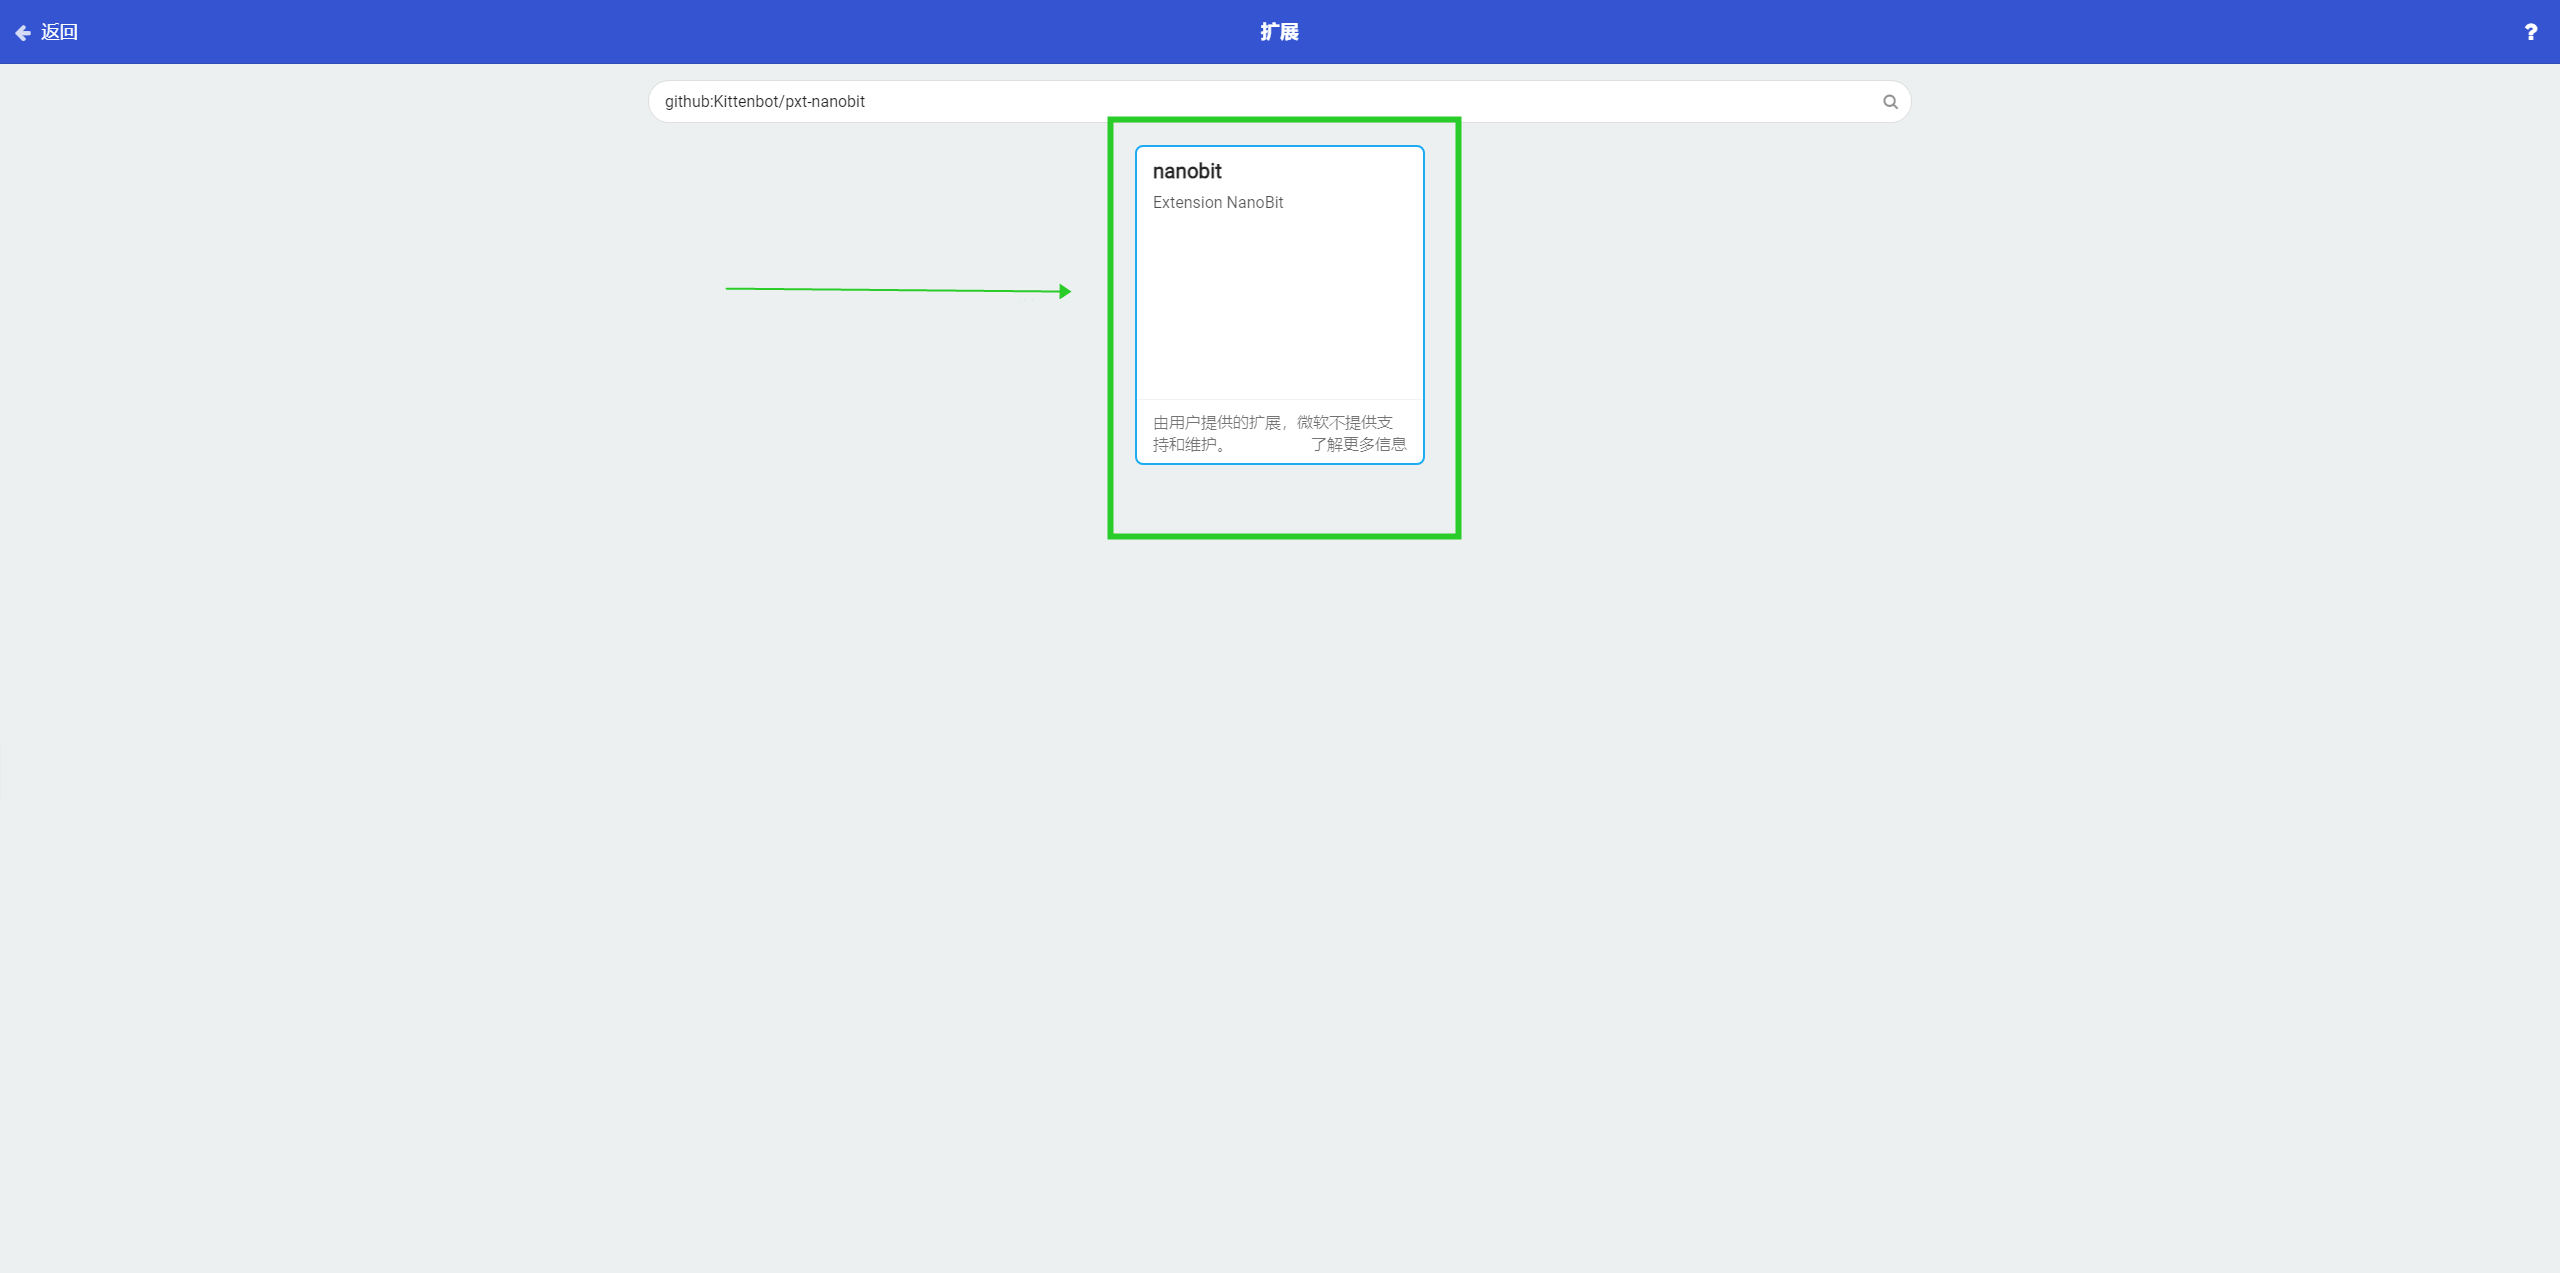 返回
扩展
?
github:Kittenbot/pxt-nanobit
nanobit
Extension NanoBit
由用户提供的扩展，微软不提供支
持和维护。 了解更多信息